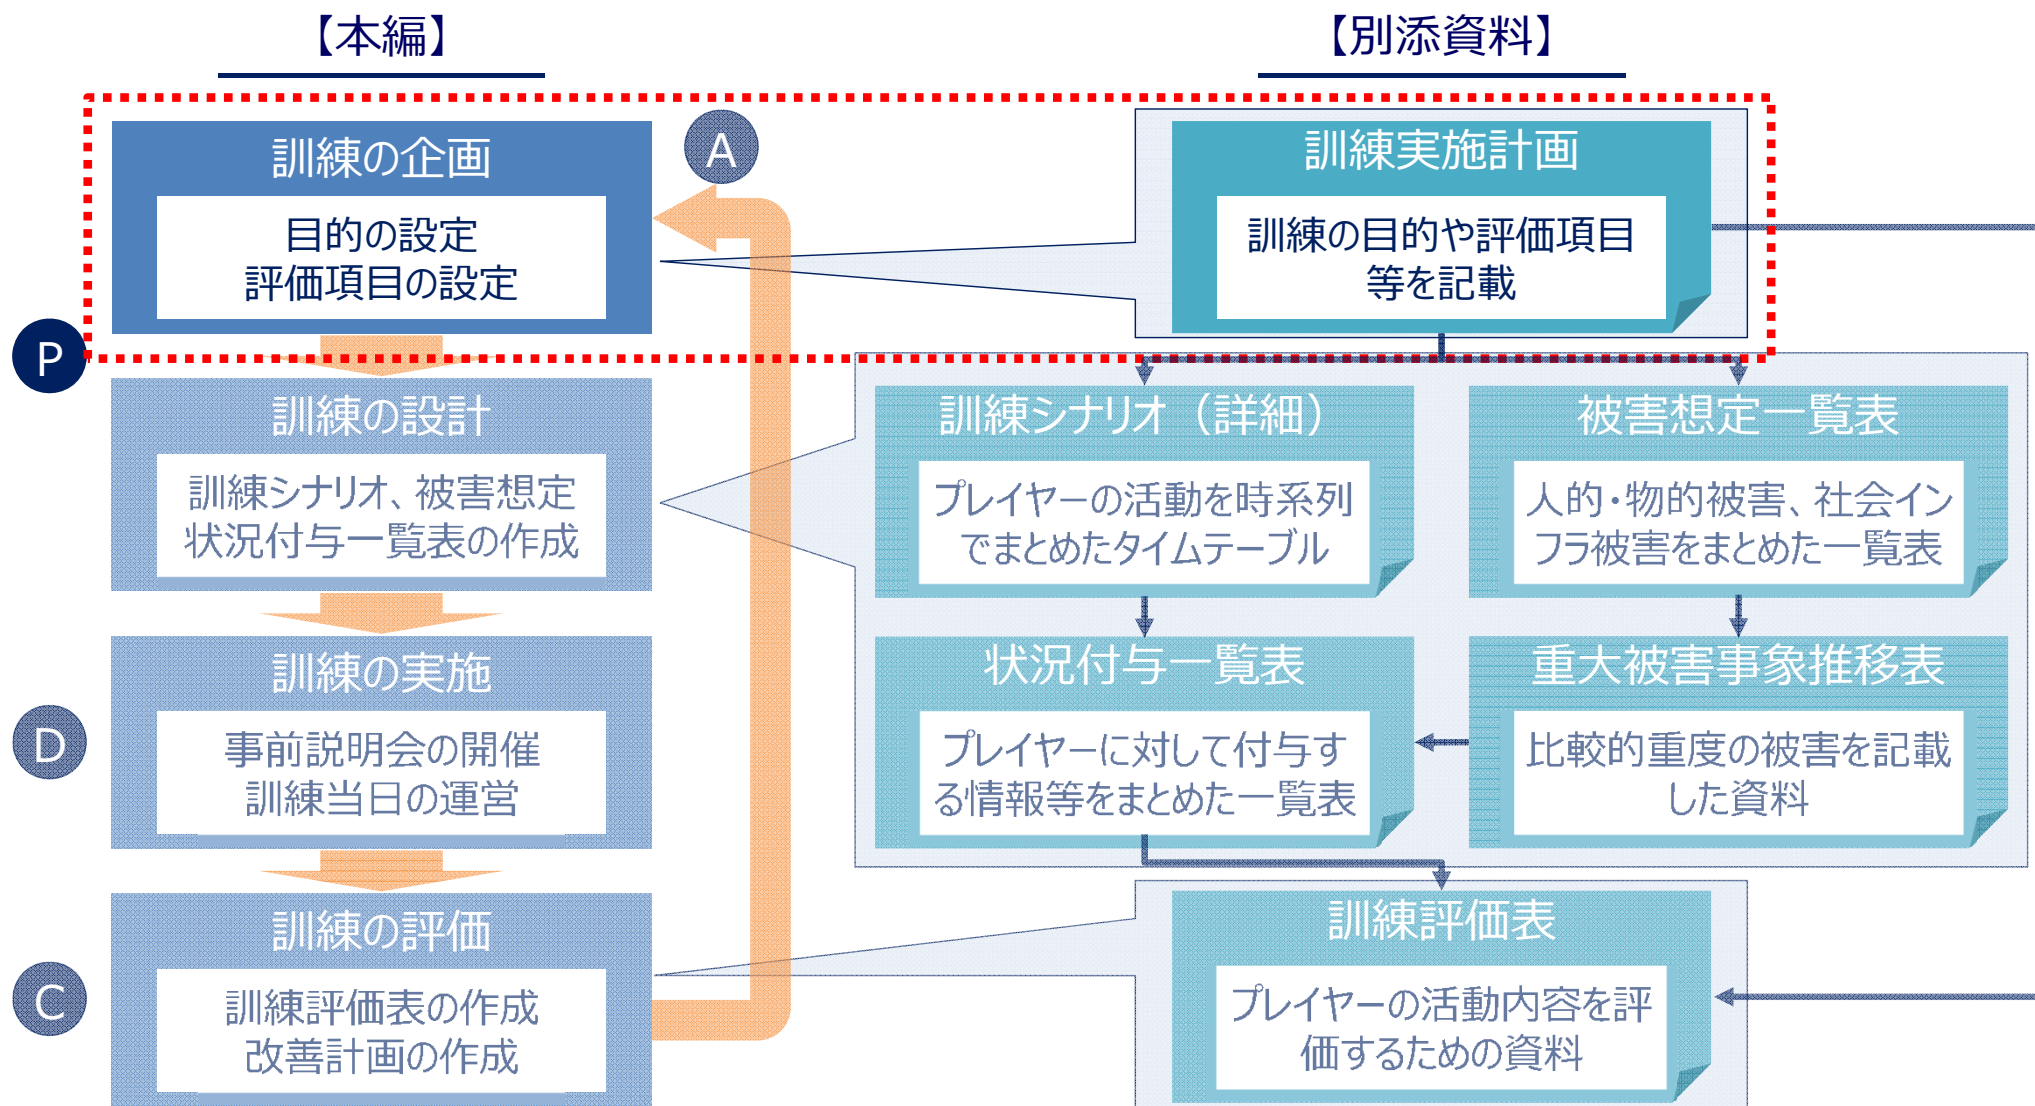 【本編】
【別添資料】
A
訓練の企画
目的の設定
評価項目の設定
訓練実施計画
訓練の目的や評価項目
等を記載
P
訓練の設計
訓練シナリオ、被害想定
状況付与一覧表の作成
訓練シナリオ（詳細）
プレイヤーの活動を時系列
でまとめたタイムテーブル
被害想定一覧表
人的・物的被害、社会イン
フラ被害をまとめた一覧表
D
訓練の実施
事前説明会の開催
訓練当日の運営
状況付与一覧表
プレイヤーに対して付与す
る情報等をまとめた一覧表
重大被害事象推移表
比較的重度の被害を記載
した資料
C
訓練の評価
訓練評価表の作成
改善計画の作成
訓練評価表
プレイヤーの活動内容を評
価するための資料